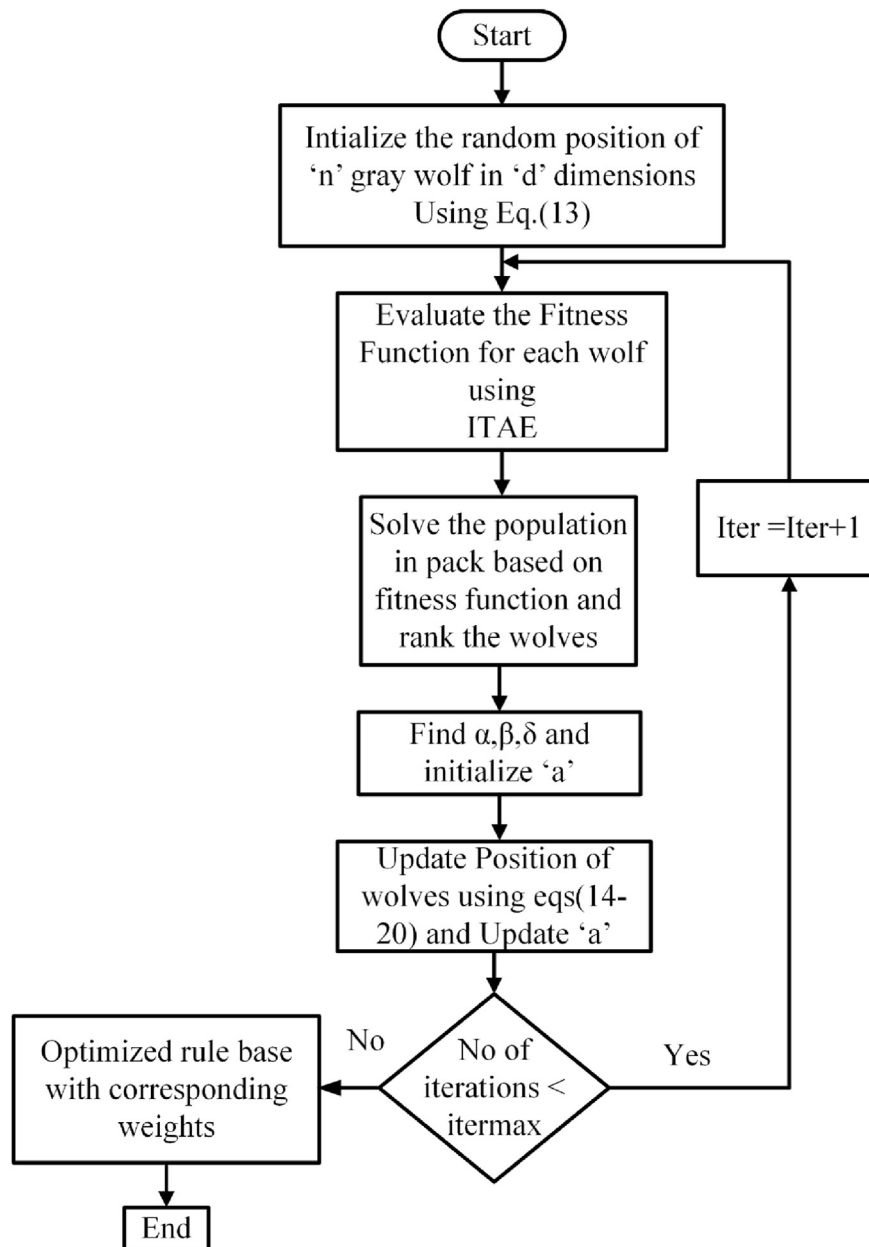 Start
Intialize the random position of
‘n’ gray wolf in ‘d’ dimensions
Using Eq.(13)
Evaluate the Fitness
Function for each wolf
using
ITAE
Solve the population
in pack based on
fitness function and
rank the wolves
Iter =Iter+1
Find α,β,δ and
initialize ‘a’
Update Position of
wolves using eqs(14-
20) and Update ‘a’
No of
iterations <
itermax
No
Yes
Optimized rule base
with corresponding
weights
End